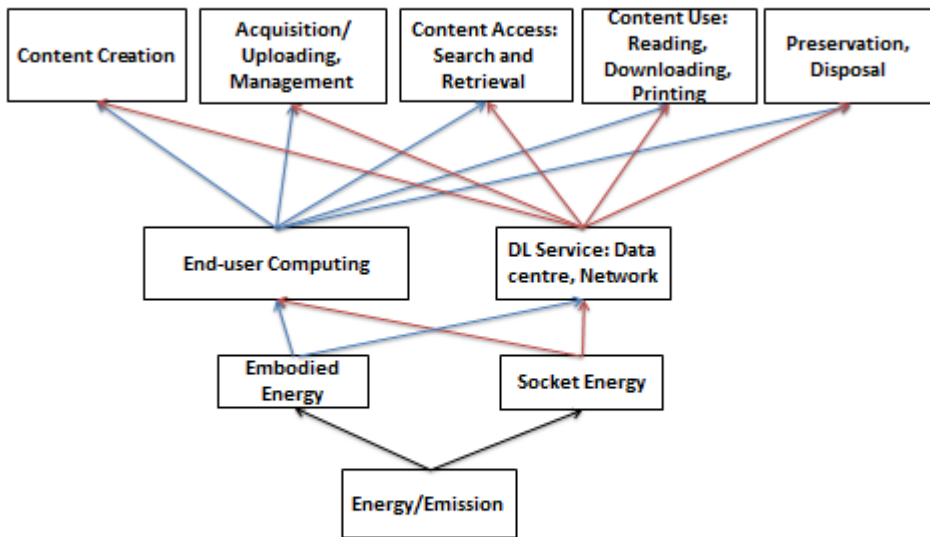 Content Creation
Acquisition/
Uploading,
Management
Content Access:
Search and
Retrieval
Content Use:
Reading,
Downloading,
Printing
Preservation,
Disposal
End-user Computing
DL Service: Data
centre, Network
Embodied
Energy
Socket Energy
Energy/Emission